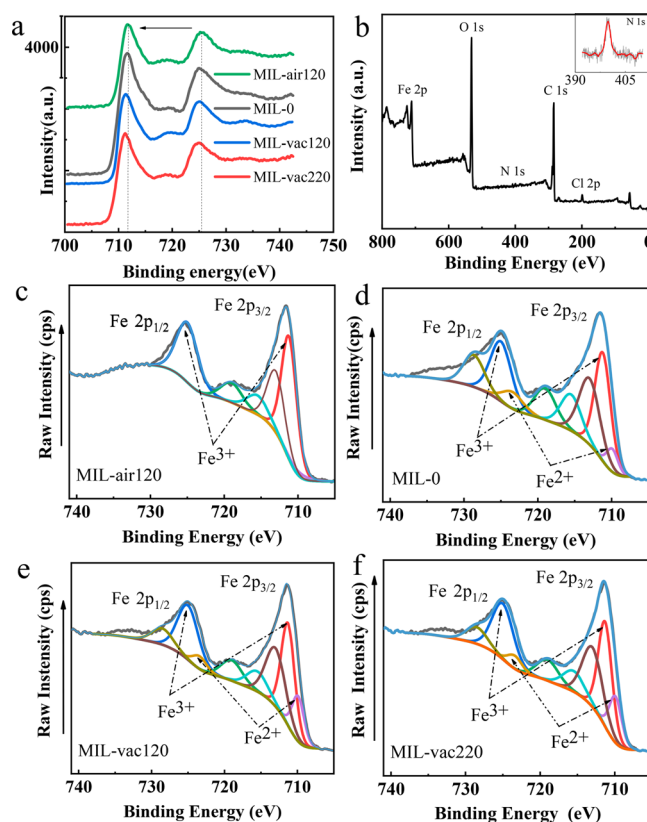 a
4000
Intensity(a.u.)
MIL-air120
MIL-0
MIL-vac120
MIL-vac220
700 710 720 730 740 750
Binding energy(eV)
b
Intensity(a.u.)
O 1s
N 1s
390 405
Fe 2p
C 1s
N 1s
Cl 2p
800 600 400 200 0
Binding Energy (eV)
c
Raw Intensity(cps)
Fe 2p1/2
Fe 2p3/2
Fe3+
MIL-air120
740 730 720 710
Binding Energy (eV)
d
Raw Intensity(cps)
Fe 2p1/2
Fe 2p3/2
Fe3+
Fe2+
MIL-0
740 730 720 710
Binding Energy (eV)
e
Raw Instensity (cps)
Fe 2p1/2
Fe 2p3/2
Fe3+
Fe2+
MIL-vac120
740 730 720 710
Binding Energy (eV)
f
Raw Intensity (cps)
Fe 2p1/2
Fe 2p3/2
Fe3+
Fe2+
MIL-vac220
740 730 720 710
Binding Energy (eV)